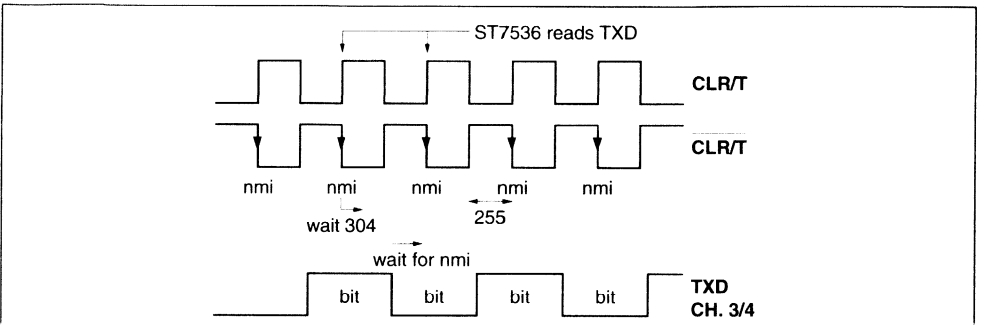 ST7536 reads TXD
CLR/T
CLR/T
nmi nmi nmi nmi nmi
wait 304
255
wait for nmi
bit bit bit bit
TXD
CH. 3/4